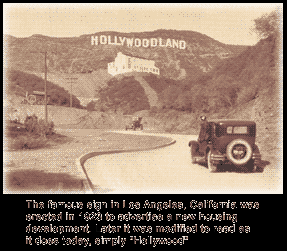 HOLLYWOODLAND
The famous sign in Los Angeles, California was
erected in 1923 to advertise a new housing
development. Later it was modified to read as
it does today, simply "Hollywood"